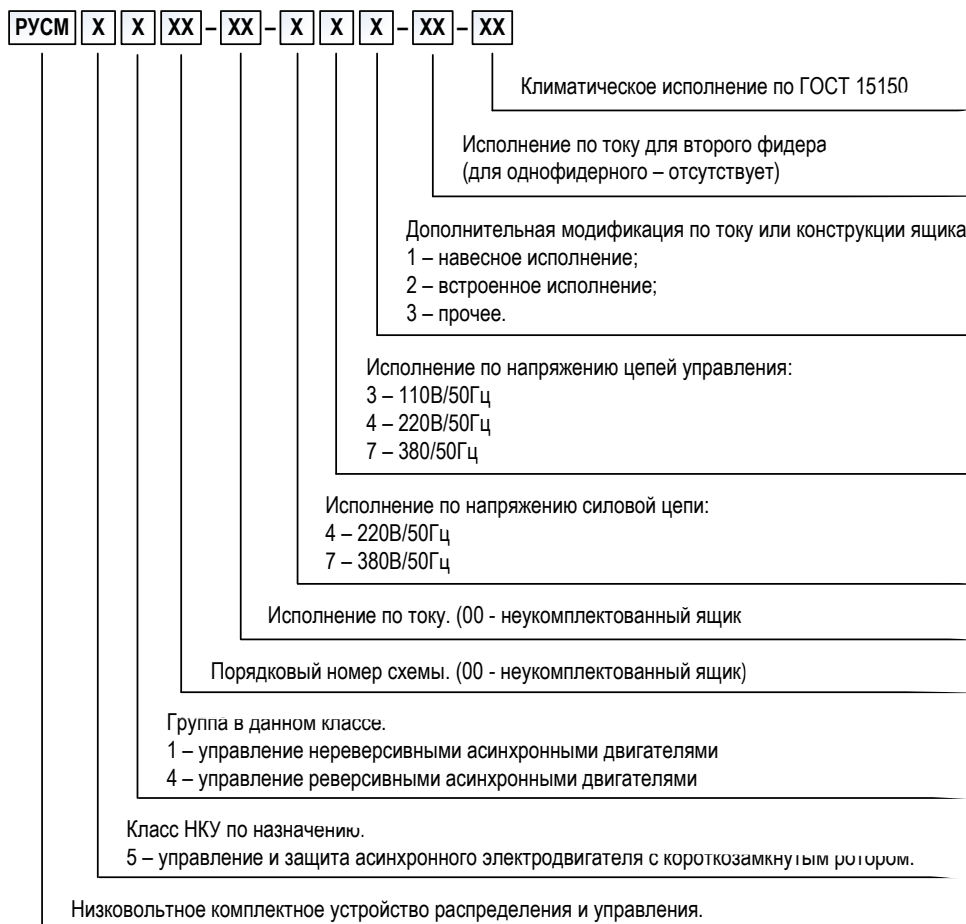 РУСМ Х Х ХХ – ХХ – Х Х Х – ХХ – ХХ
Климатическое исполнение по ГОСТ 15150
Исполнение по току для второго фидера
(для однофидерного – отсутствует)
Дополнительная модификация по току или конструкции ящика
1 – навесное исполнение;
2 – встроенное исполнение;
3 – прочее.
Исполнение по напряжению цепей управления:
3 – 110В/50Гц
4 – 220В/50Гц
7 – 380/50Гц
Исполнение по напряжению силовой цепи:
4 – 220В/50Гц
7 – 380В/50Гц
Исполнение по току. (00 - неукомплектованный ящик
Порядковый номер схемы. (00 - неукомплектованный ящик)
Группа в данном классе.
1 – управление нереверсивными асинхронными двигателями
4 – управление реверсивными асинхронными двигателями
Класс НКУ по назначению.
5 – управление и защита асинхронного электродвигателя с короткозамкнутым ротором.
Низковольтное комплектное устройство распределения и управления.